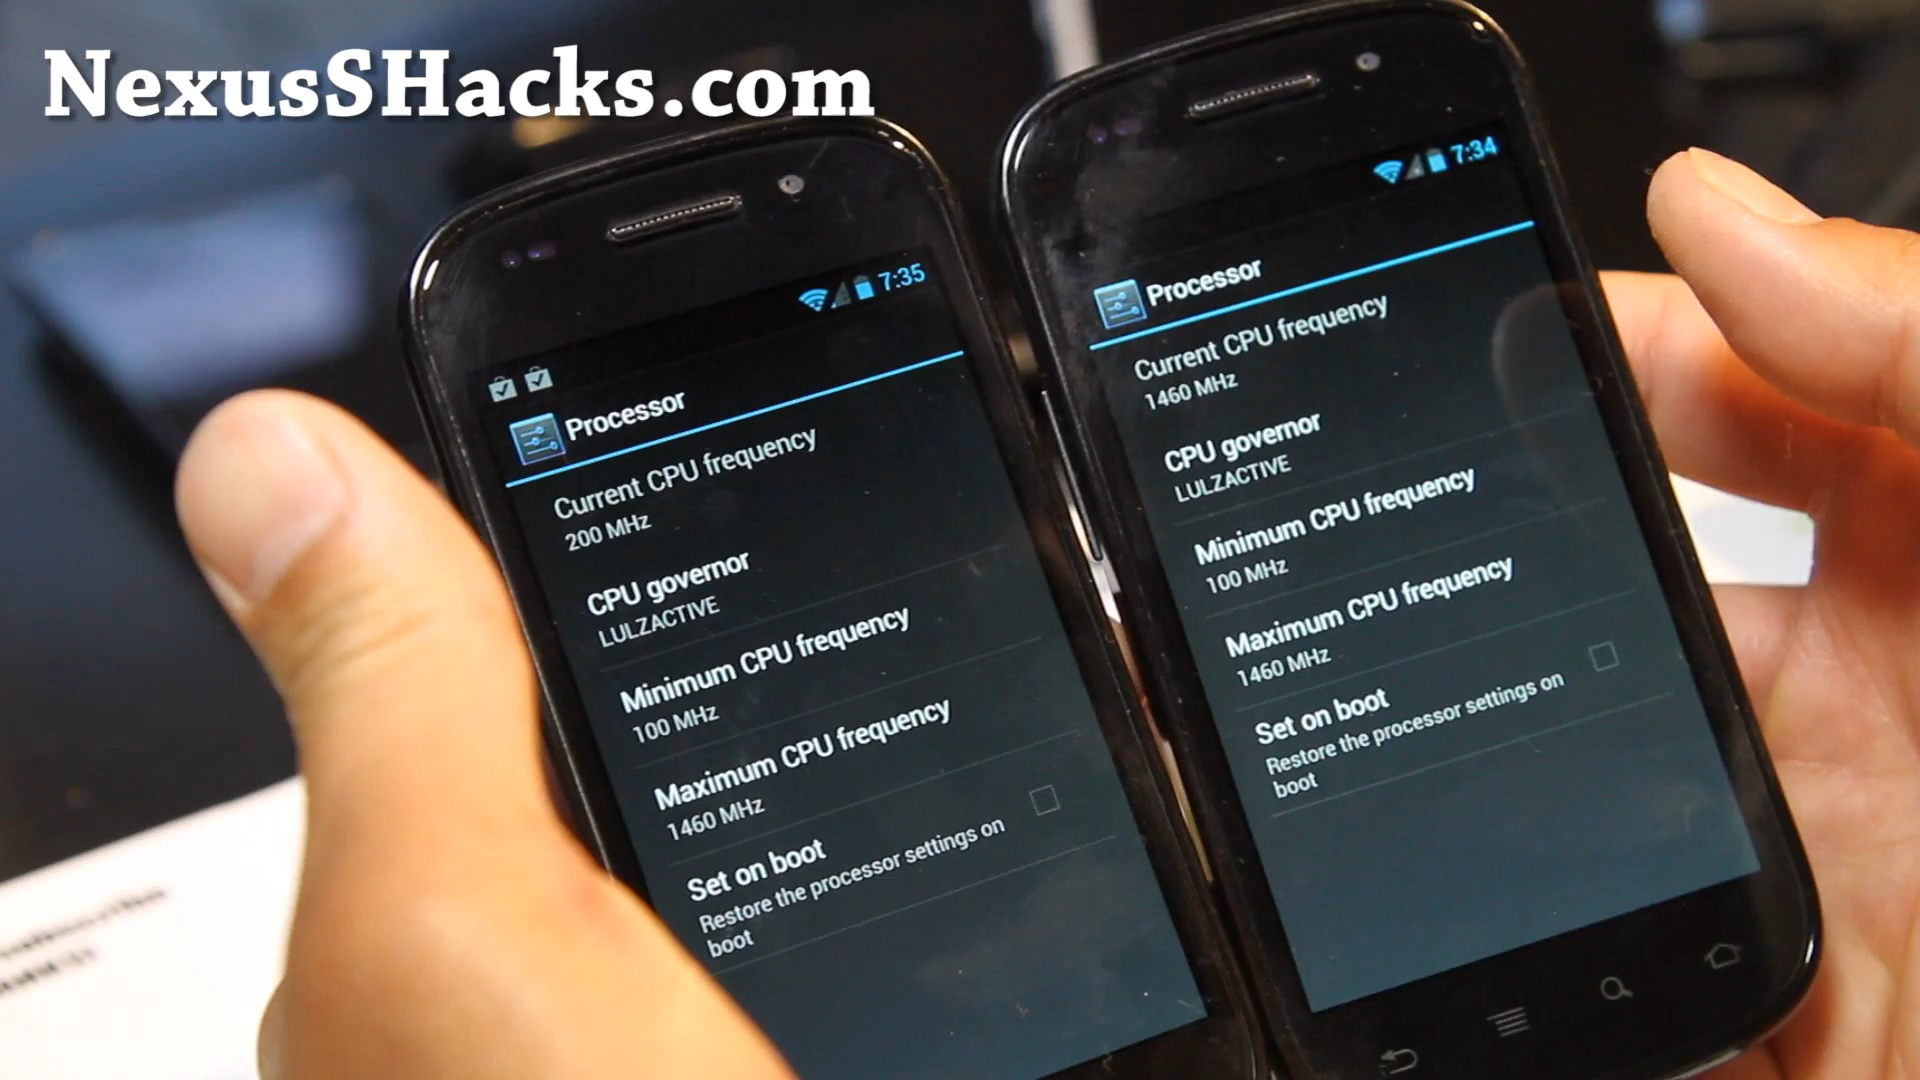 NexusSHacks.com
7:35
Processor
Current CPU frequency
200 MHz
CPU governor
LULZACTIVE
Minimum CPU frequency
100 MHz
Maximum CPU frequency
1460 MHz
Set on boot
Restore the processor settings on
boot
7:34
Processor
Current CPU frequency
1460 MHz
CPU governor
LULZACTIVE
Minimum CPU frequency
100 MHz
Maximum CPU frequency
1460 MHz
Set on boot
Restore the processor settings on
boot